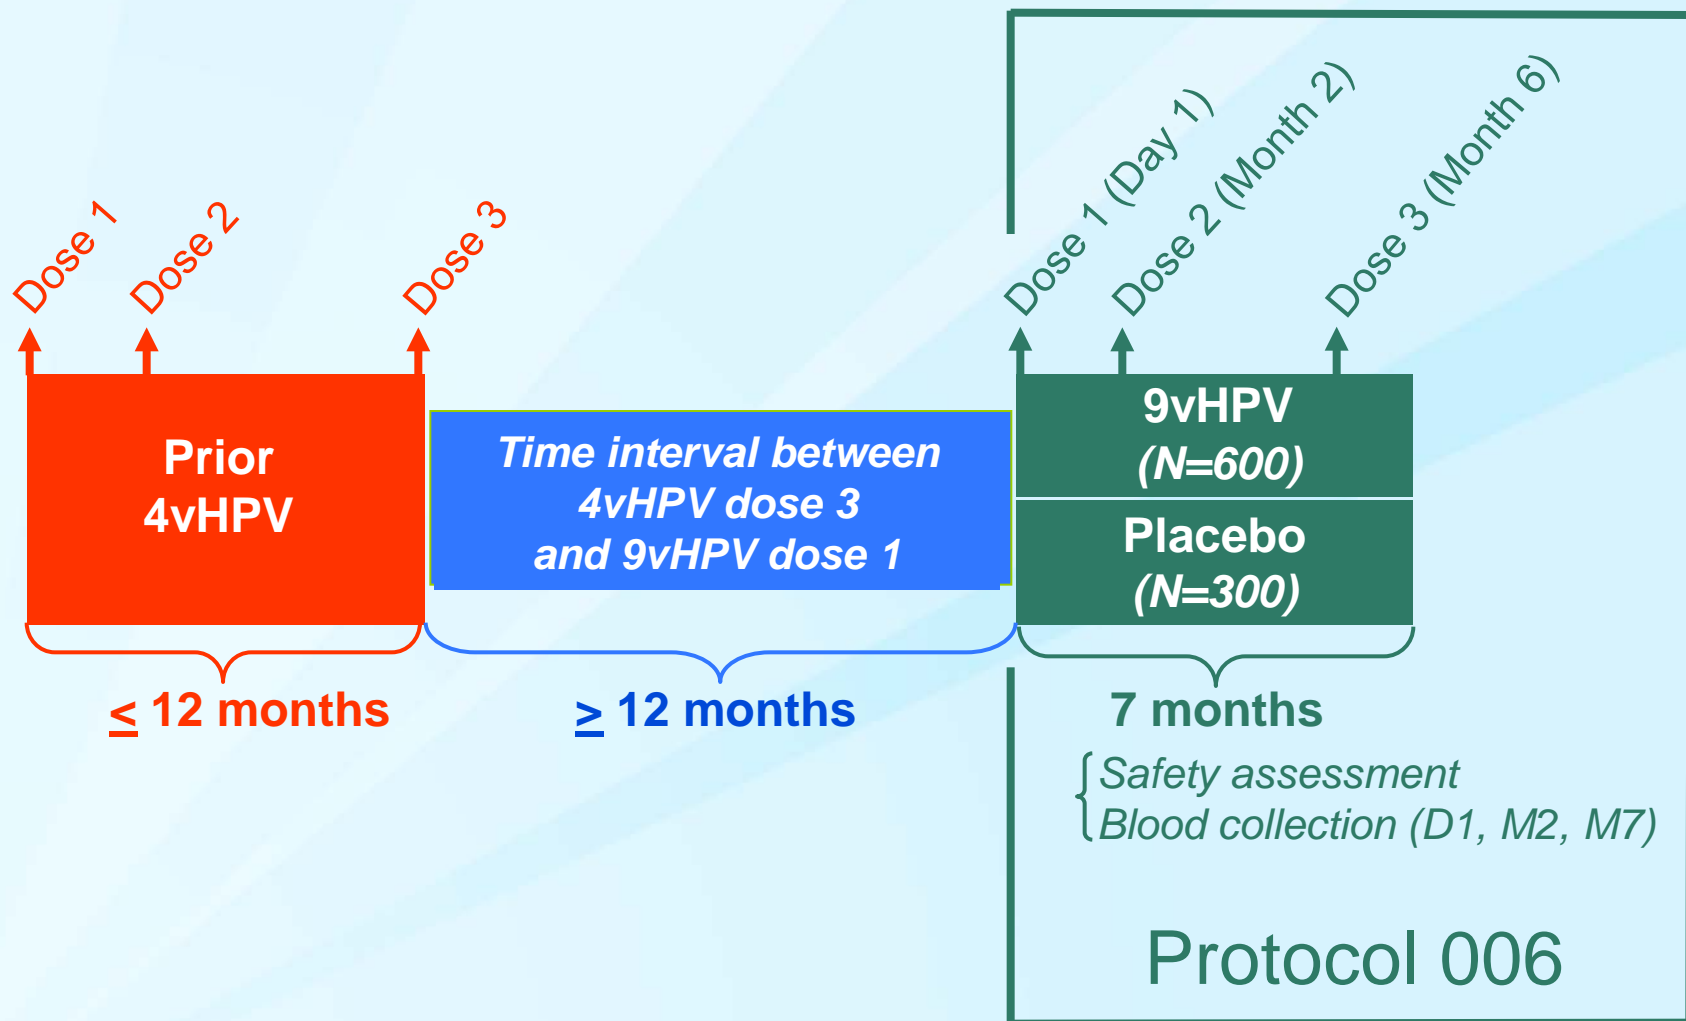 Dose 1
Dose 2
Dose 3
Dose 1 (Day 1)
Dose 2 (Month 2)
Dose 3 (Month 6)
Prior
4vHPV
Time interval between
4vHPV dose 3
and 9vHPV dose 1
9vHPV
(N=600)
Placebo
(N=300)
≤ 12 months
≥ 12 months
7 months
Safety assessment
Blood collection (D1, M2, M7)
Protocol 006